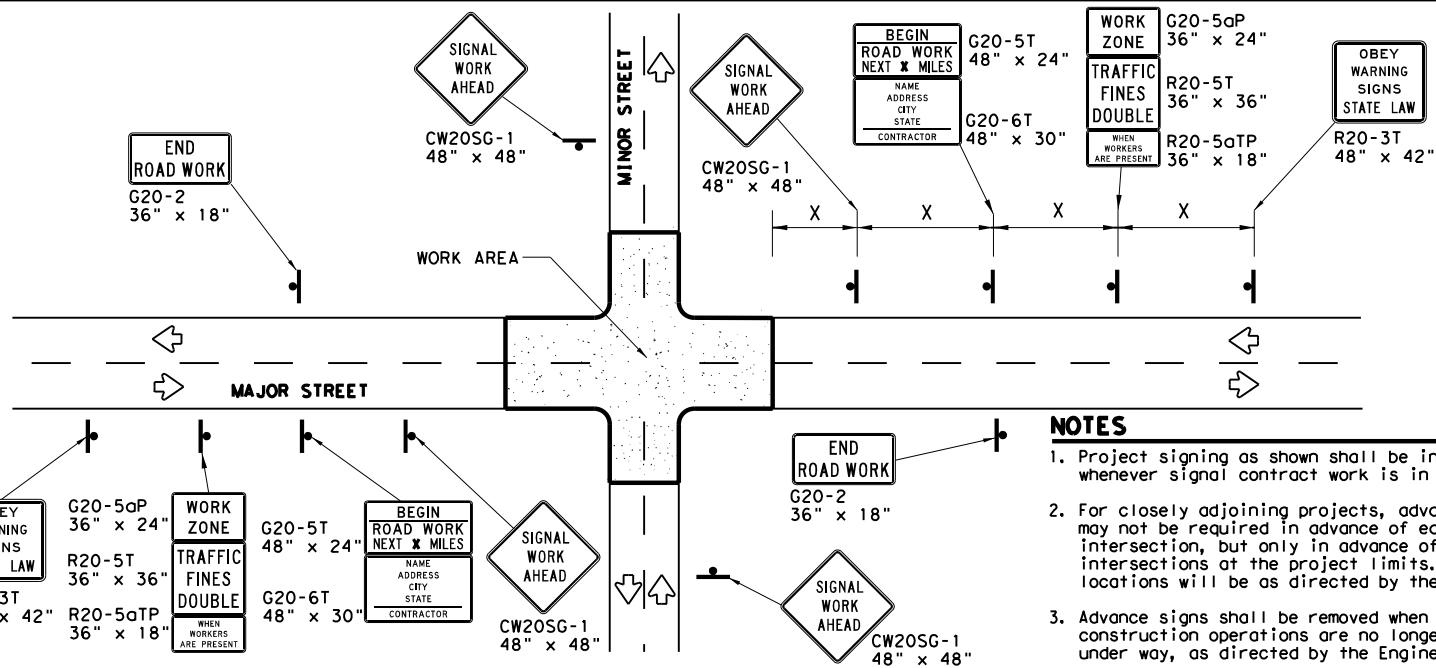 SIGNAL
WORK
AHEAD
CW20SG-1
48" x 48"
END
ROAD WORK
G20-2
36" x 18"
MINOR STREET
SIGNAL
WORK
AHEAD
CW20SG-1
48" x 48"
BEGIN
ROAD WORK
NEXT X MILES
NAME
ADDRESS
CITY
STATE
CONTRACTOR
G20-5T
48" x 24"
G20-6T
48" x 30"
WORK
ZONE
TRAFFIC
FINES
DOUBLE
WHEN
WORKERS
ARE PRESENT
G20-5aP
36" x 24"
R20-5T
36" x 36"
R20-5aTP
36" x 18"
OBEY
WARNING
SIGNS
STATE LAW
R20-3T
48" x 42"
X X X X
WORK AREA
MAJOR STREET
EY
NING
NS
LAW
3T
x 42"
G20-5aP
36" x 24"
R20-5T
36" x 36"
R20-5aTP
36" x 18"
WORK
ZONE
TRAFFIC
FINES
DOUBLE
WHEN
WORKERS
ARE PRESENT
G20-5T
48" x 24"
G20-6T
48" x 30"
BEGIN
ROAD WORK
NEXT X MILES
NAME
ADDRESS
CITY
STATE
CONTRACTOR
SIGNAL
WORK
AHEAD
CW20SG-1
48" x 48"
END
ROAD WORK
G20-2
36" x 18"
SIGNAL
WORK
AHEAD
CW20SG-1
48" x 48"
NOTES
1. Project signing as shown shall be in
whenever signal contract work is in
2. For closely adjoining projects, adva
may not be required in advance of ea
intersection, but only in advance of
intersections at the project limits.
locations will be as directed by the
3. Advance signs shall be removed when
construction operations are no longe
under way, as directed by the Engine